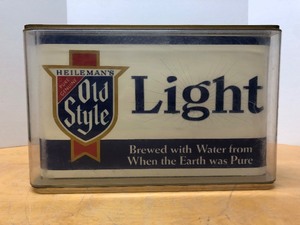 HEILEMAN'S
Old
Style
Light
Brewed with Water from
When the Earth was Pure